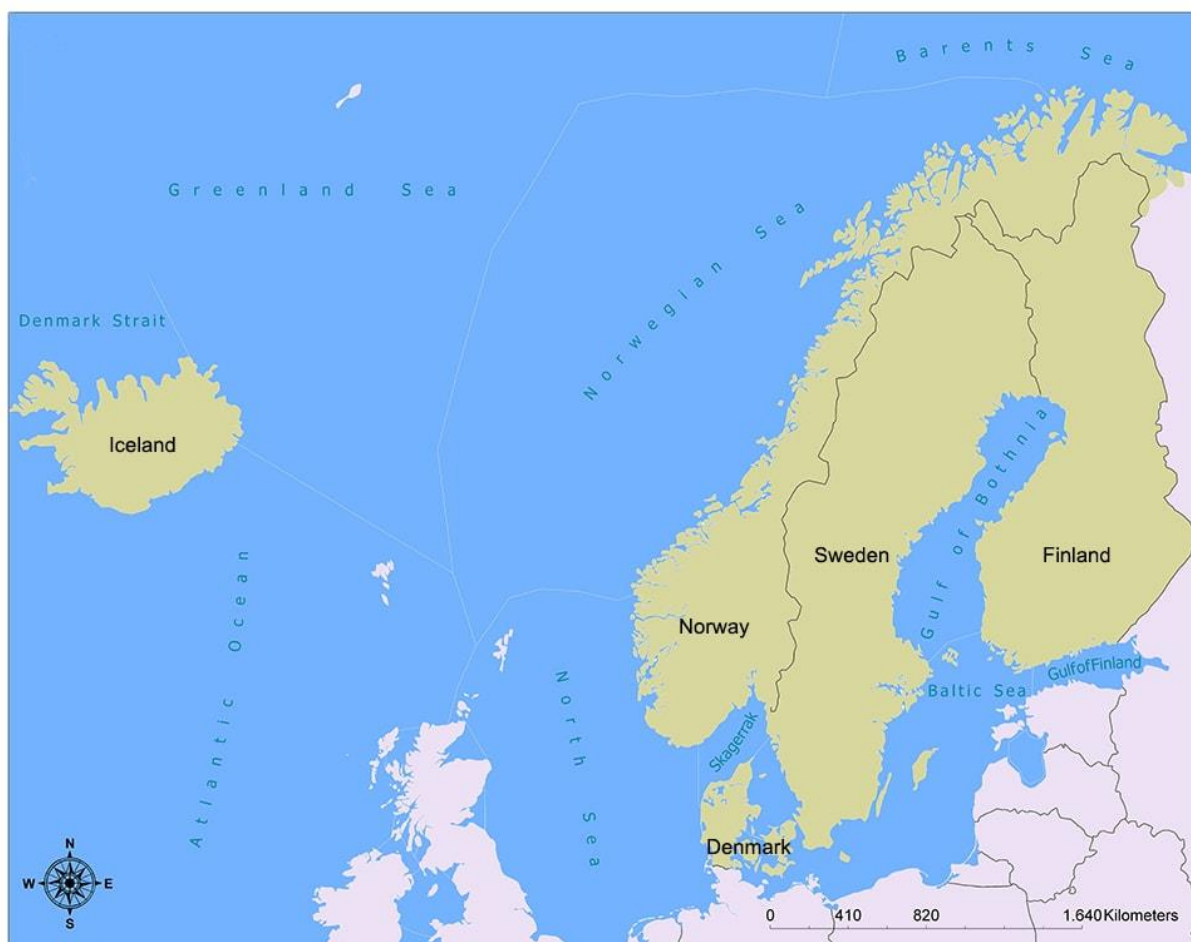 Barents Sea
Greenland Sea
Norwegian Sea
Denmark Strait
Iceland
Gulf of Bothnia
Sweden
Finland
Atlantic Ocean
Norway
Gulf of Finland
Baltic Sea
North Sea
Skagerrak
Denmark
N
W E
S
0 410 820 1.640 Kilometers